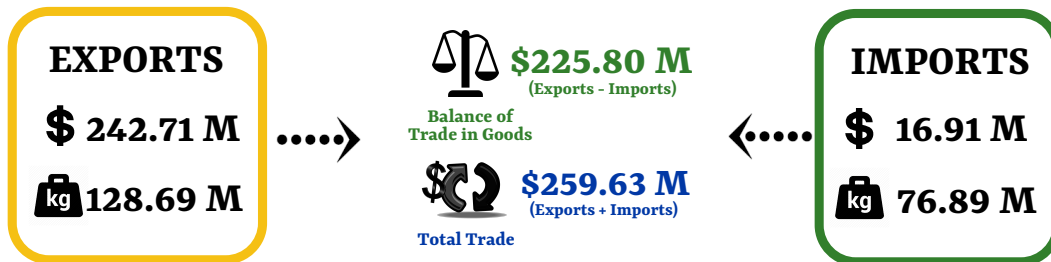 EXPORTS
$ 242.71 M
kg 128.69 M
$225.80 M
(Exports - Imports)
Balance of
Trade in Goods
$
$259.63 M
(Exports + Imports)
Total Trade
IMPORTS
$ 16.91 M
kg 76.89 M